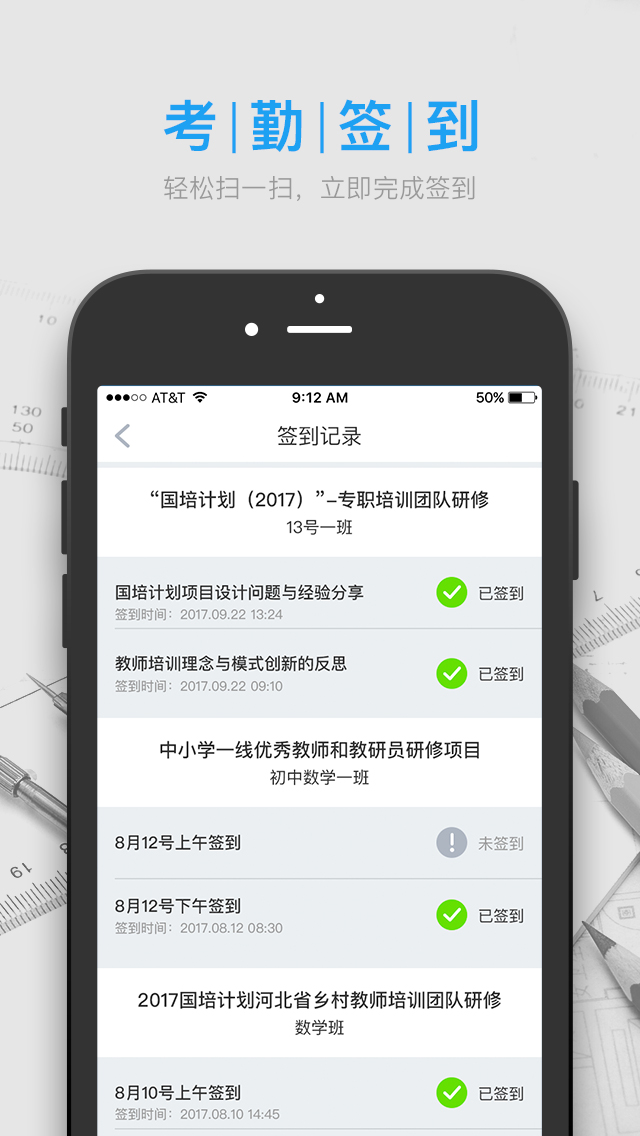 考|勤|签|到
轻松扫一扫，立即完成签到
AT&T 9:12 AM 50%
签到记录
“国培计划（2017）”–专职培训团队研修
13号一班
国培计划项目设计问题与经验分享
签到时间：2017.09.22 13:24
已签到
教师培训理念与模式创新的反思
签到时间：2017.09.22 09:10
已签到
中小学一线优秀教师和教研员研修项目
初中数学一班
8月12号上午签到
未签到
8月12号下午签到
签到时间：2017.08.12 08:30
已签到
2017国培计划河北省乡村教师培训团队研修
数学班
8月10号上午签到
签到时间：2017.08.10 14:45
已签到
10
130
50
21
7
19